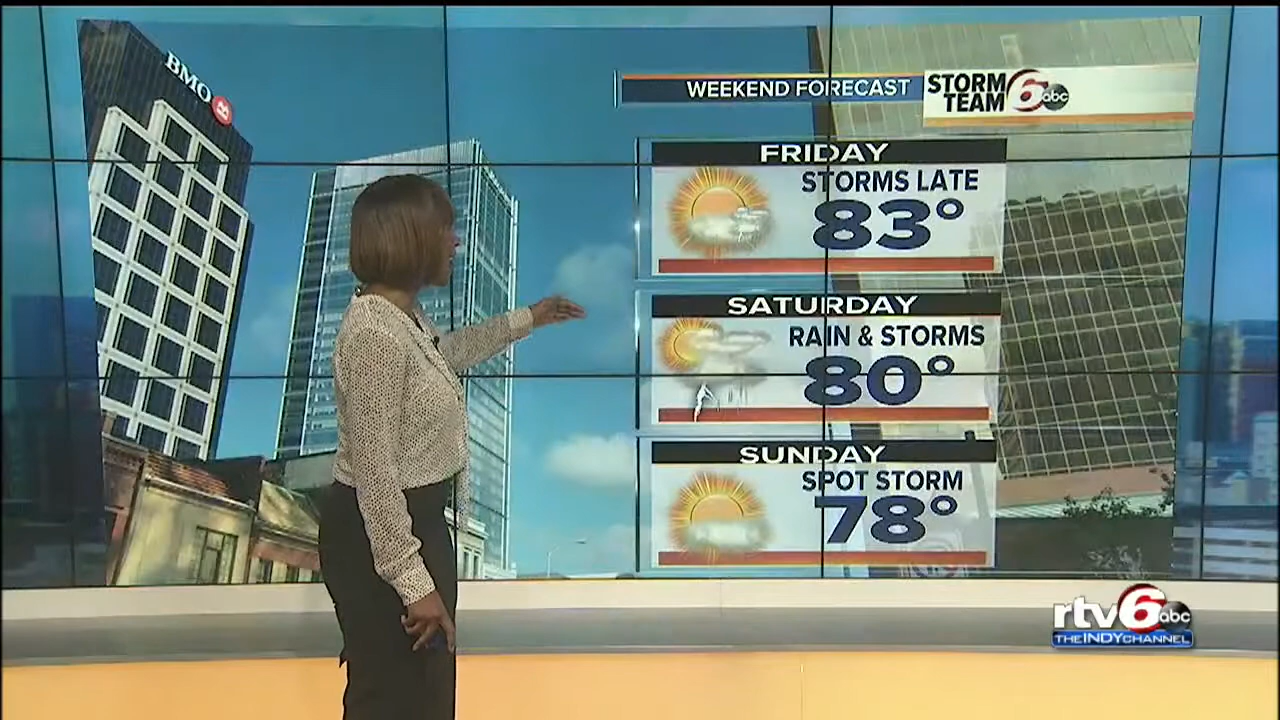 BMO
WEEKEND FORECAST
STORM TEAM 6 abc
FRIDAY
STORMS LATE
83°
SATURDAY
RAIN & STORMS
80°
SUNDAY
SPOT STORM
78°
rtv6 abc
THE INDY CHANNEL